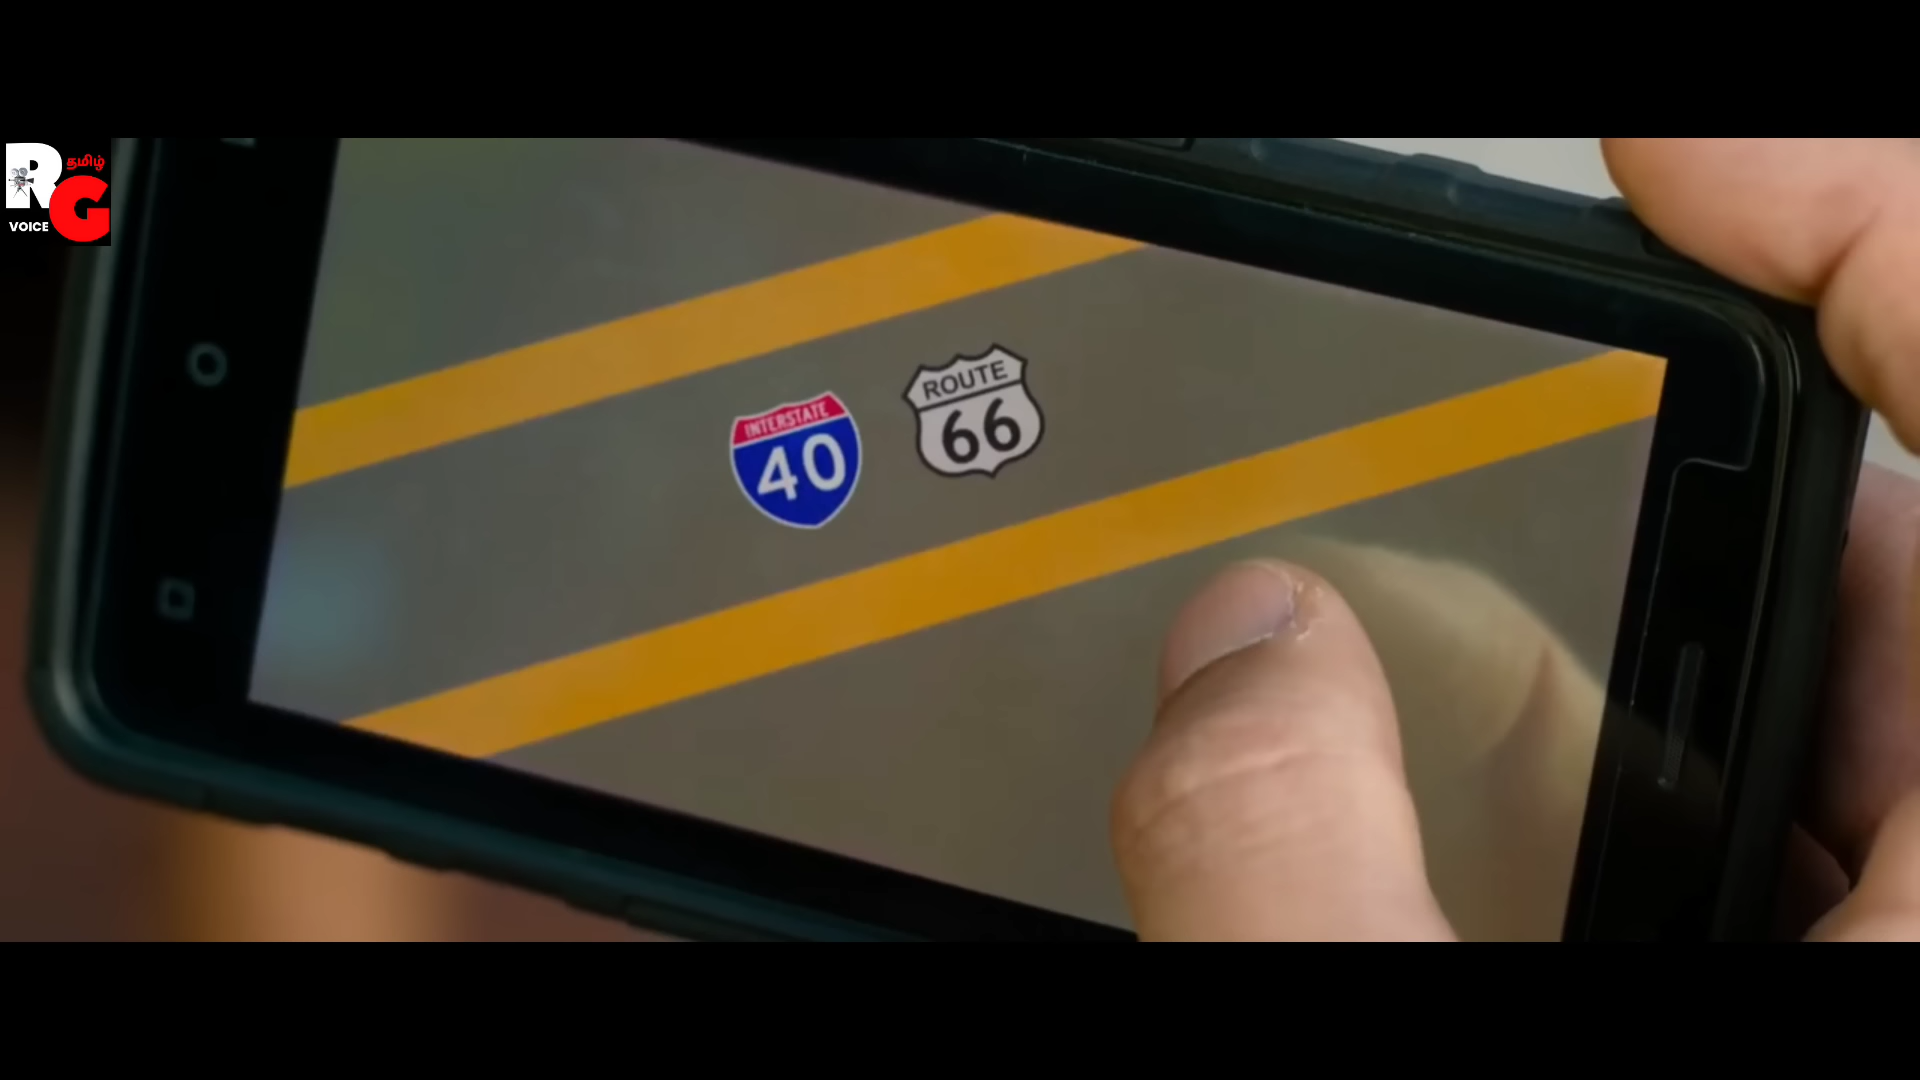 R
தமிழ்
G
VOICE
INTERSTATE
40
ROUTE
66